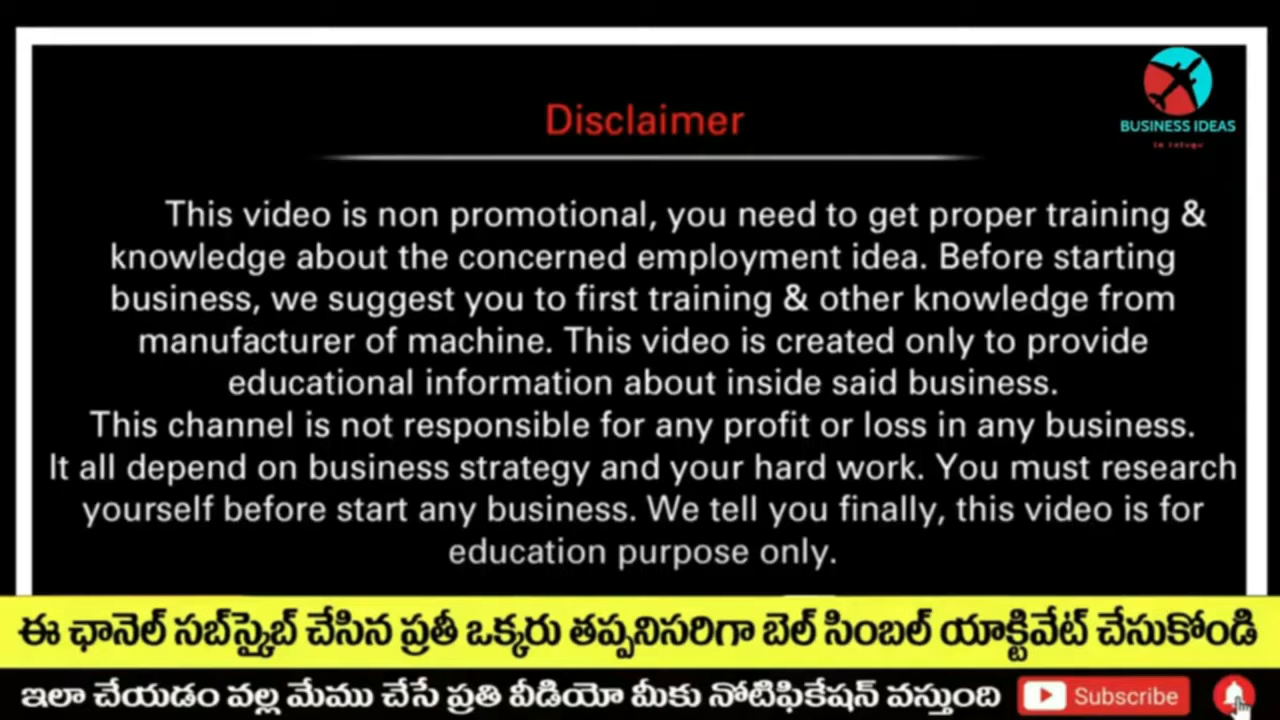 Disclaimer
BUSINESS IDEAS
in Telugu
This video is non promotional, you need to get proper training &
knowledge about the concerned employment idea. Before starting
business, we suggest you to first training & other knowledge from
manufacturer of machine. This video is created only to provide
educational information about inside said business.
This channel is not responsible for any profit or loss in any business.
It all depend on business strategy and your hard work. You must research
yourself before start any business. We tell you finally, this video is for
education purpose only.
ఈ ఛానెల్ సబ్‌స్క్రైబ్ చేసిన ప్రతీ ఒక్కరు తప్పనిసరిగా బెల్ సింబల్ యాక్టివేట్ చేసుకోండి
ఇలా చేయడం వల్ల మేము చేసే ప్రతి వీడియో మీకు నోటిఫికేషన్ వస్తుంది
Subscribe